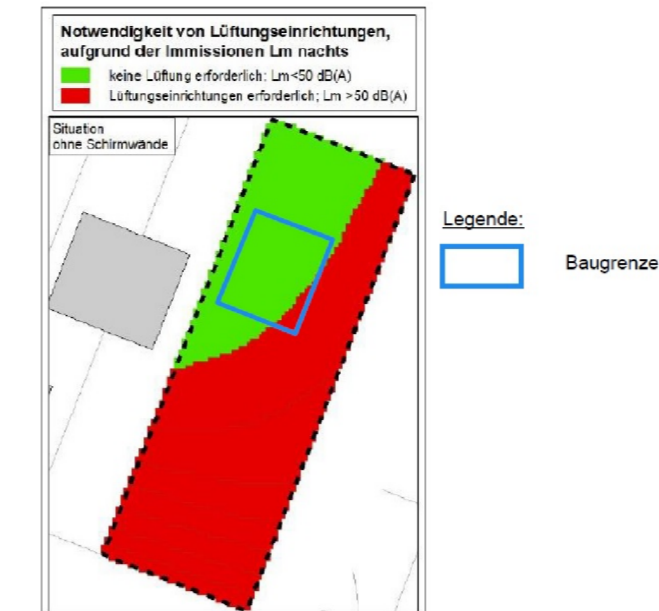 Notwendigkeit von Lüftungseinrichtungen,
aufgrund der Immissionen Lm nachts
keine Lüftung erforderlich: Lm<50 dB(A)
Lüftungseinrichtungen erforderlich; Lm >50 dB(A)
Situation
ohne Schirmwände
Legende:
Baugrenze